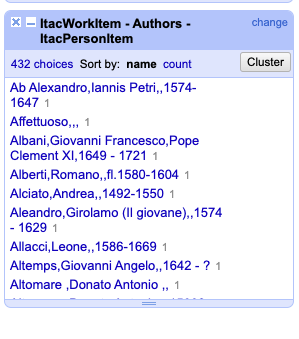 ItacWorkItem - Authors -
ItacPersonItem
change
432 choices Sort by: name count
Cluster
Ab Alexandro,Iannis Petri,,1574-
1647 1
Affettuoso,,, 1
Albani,Giovanni Francesco,Pope
Clement XI,1649 - 1721 1
Alberti,Romano,,fl.1580-1604 1
Alciato,Andrea,,1492-1550 1
Aleandro,Girolamo (Il giovane),,1574
- 1629 1
Allacci,Leone,,1586-1669 1
Altemps,Giovanni Angelo,,1642 - ? 1
Altomare ,Donato Antonio ,, 1